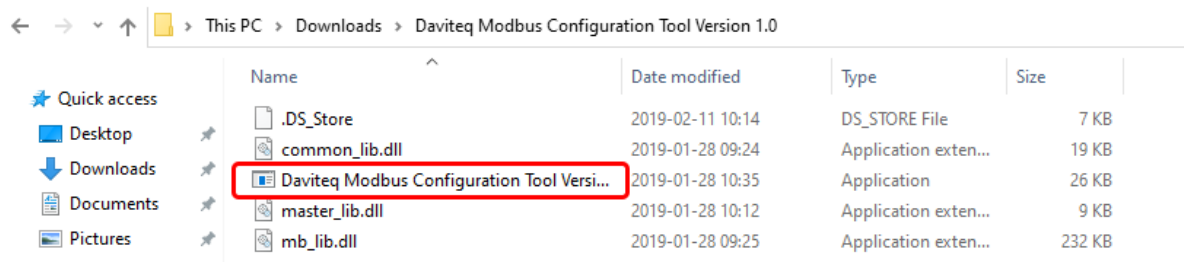 This PC > Downloads > Daviteq Modbus Configuration Tool Version 1.0
Name Date modified Type Size
Quick access
Desktop
Downloads
Documents
Pictures
.DS_Store 2019-02-11 10:14 DS_STORE File 7 KB
common_lib.dll 2019-01-28 09:24 Application exten... 19 KB
Daviteq Modbus Configuration Tool Versi... 2019-01-28 10:35 Application 26 KB
master_lib.dll 2019-01-28 10:12 Application exten... 9 KB
mb_lib.dll 2019-01-28 09:25 Application exten... 232 KB